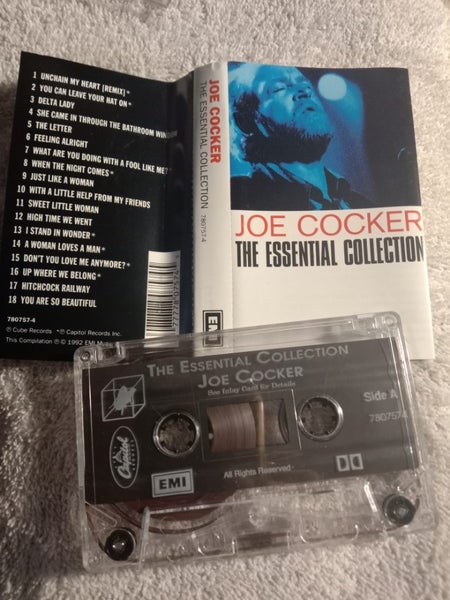 1 UNCHAIN MY HEART [REMIX]*
2 YOU CAN LEAVE YOUR HAT ON*
3 DELTA LADY
4 SHE CAME IN THROUGH THE BATHROOM WINDOW
5 THE LETTER
6 FEELING ALRIGHT
7 WHAT ARE YOU DOING WITH A FOOL LIKE ME?
8 WHEN THE NIGHT COMES*
9 JUST LIKE A WOMAN
10 WITH A LITTLE HELP FROM MY FRIENDS
11 SWEET LITTLE WOMAN
12 HIGH TIME WE WENT
13 I STAND IN WONDER*
14 A WOMAN LOVES A MAN*
15 DON'T YOU LOVE ME ANYMORE?*
16 UP WHERE WE BELONG*
17 HITCHCOCK RAILWAY
18 YOU ARE SO BEAUTIFUL
780757-4
℗ Cube Records *℗ Capitol Records Inc.
This Compilation ℗ © 1992 EMI
JOE COCKER
THE ESSENTIAL COLLECTION
780757-4
EMI
JOE COCKER
THE ESSENTIAL COLLECTION
THE ESSENTIAL COLLECTION
JOE COCKER
See Inlay Card for Details
Side A
7807574
Capitol
EMI
All Rights Reserved